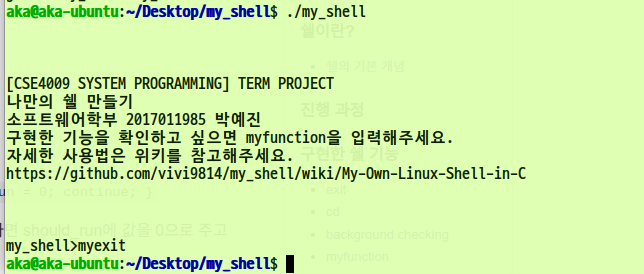 aka@aka-ubuntu:~/Desktop/my_shell$ ./my_shell
쉘이란?
쉘의 기본 개념
[CSE4009 SYSTEM PROGRAMMING] TERM PROJECT
나만의 쉘 만들기
진행 과정
소프트웨어학부 2017011985 박예진
구현한 기능을 확인하고 싶으면 myfunction을 입력해주세요.
구현한 쉘 기능
자세한 사용법은 위키를 참고해주세요.
https://github.com/vivi9814/my_shell/wiki/My-Own-Linux-Shell-in-C
= 0; continue; }
exit
cd
면 should_run에 값을 0으로 주고
background checking
my_shell>myexit
myfunction
aka@aka-ubuntu:~/Desktop/my_shell$